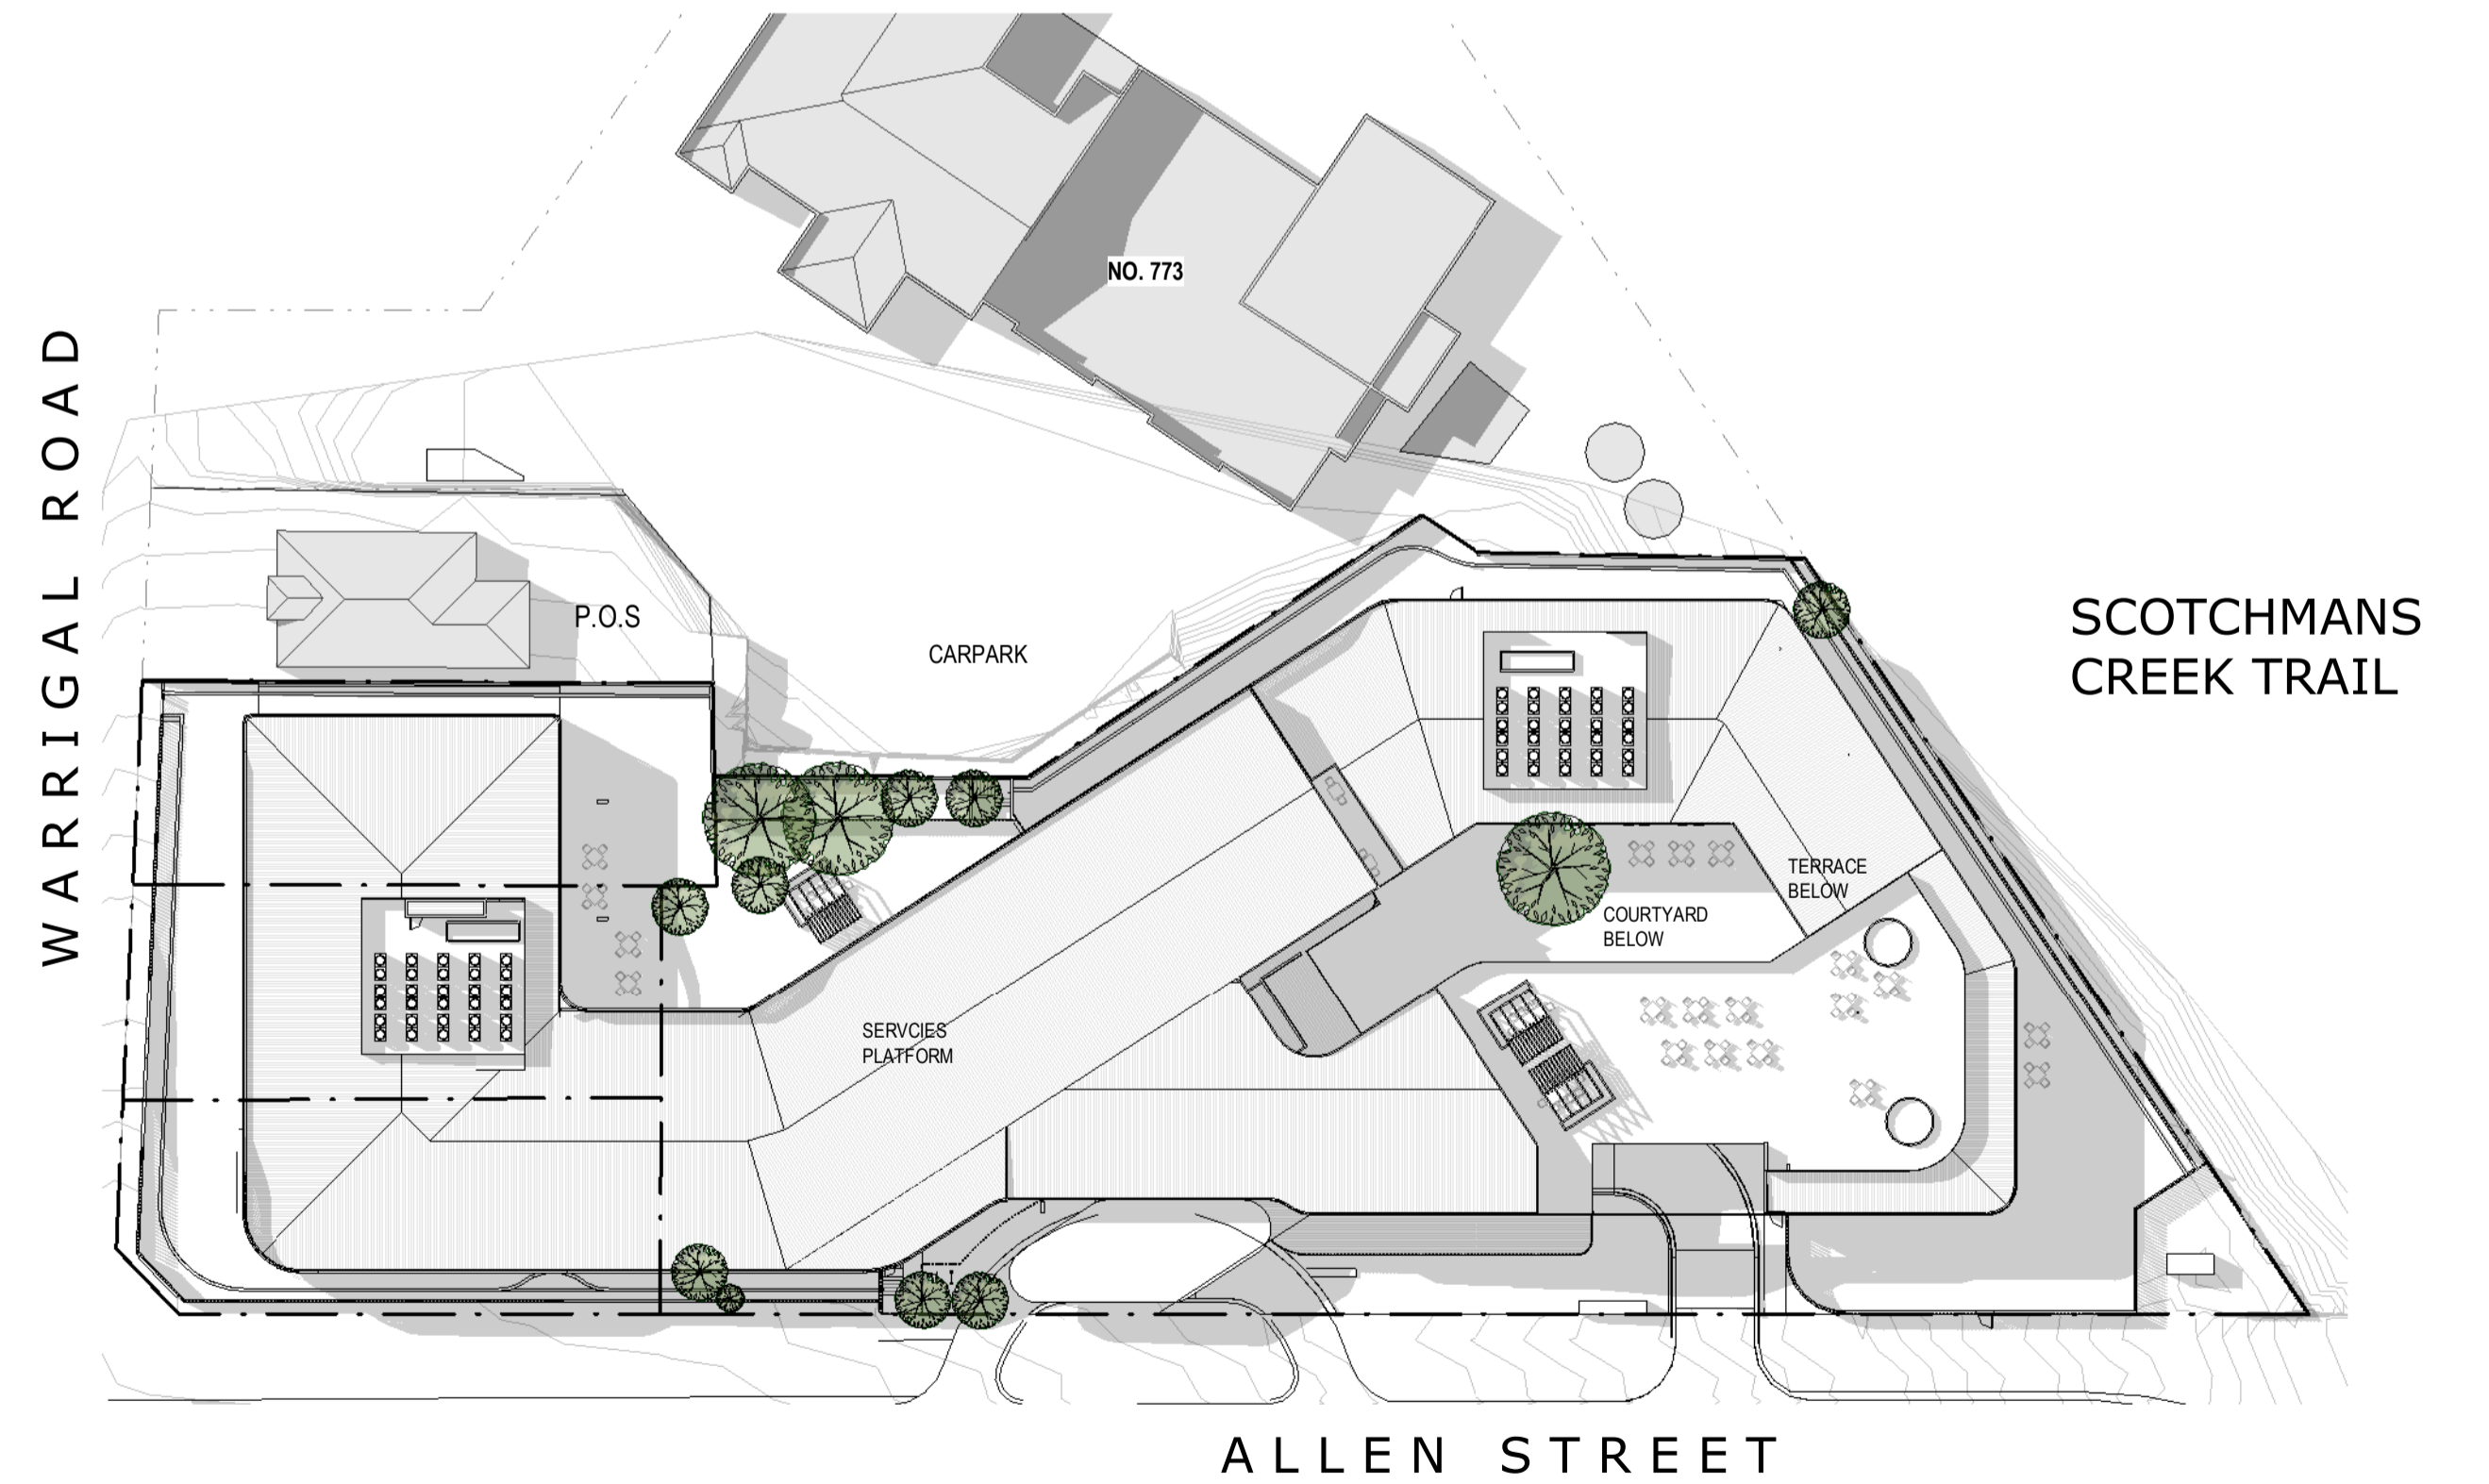 NO. 773
WARRIGAL ROAD
P.O.S
CARPARK
SCOTCHMANS
CREEK TRAIL
TERRACE
BELOW
COURTYARD
BELOW
SERVCIES
PLATFORM
ALLEN STREET